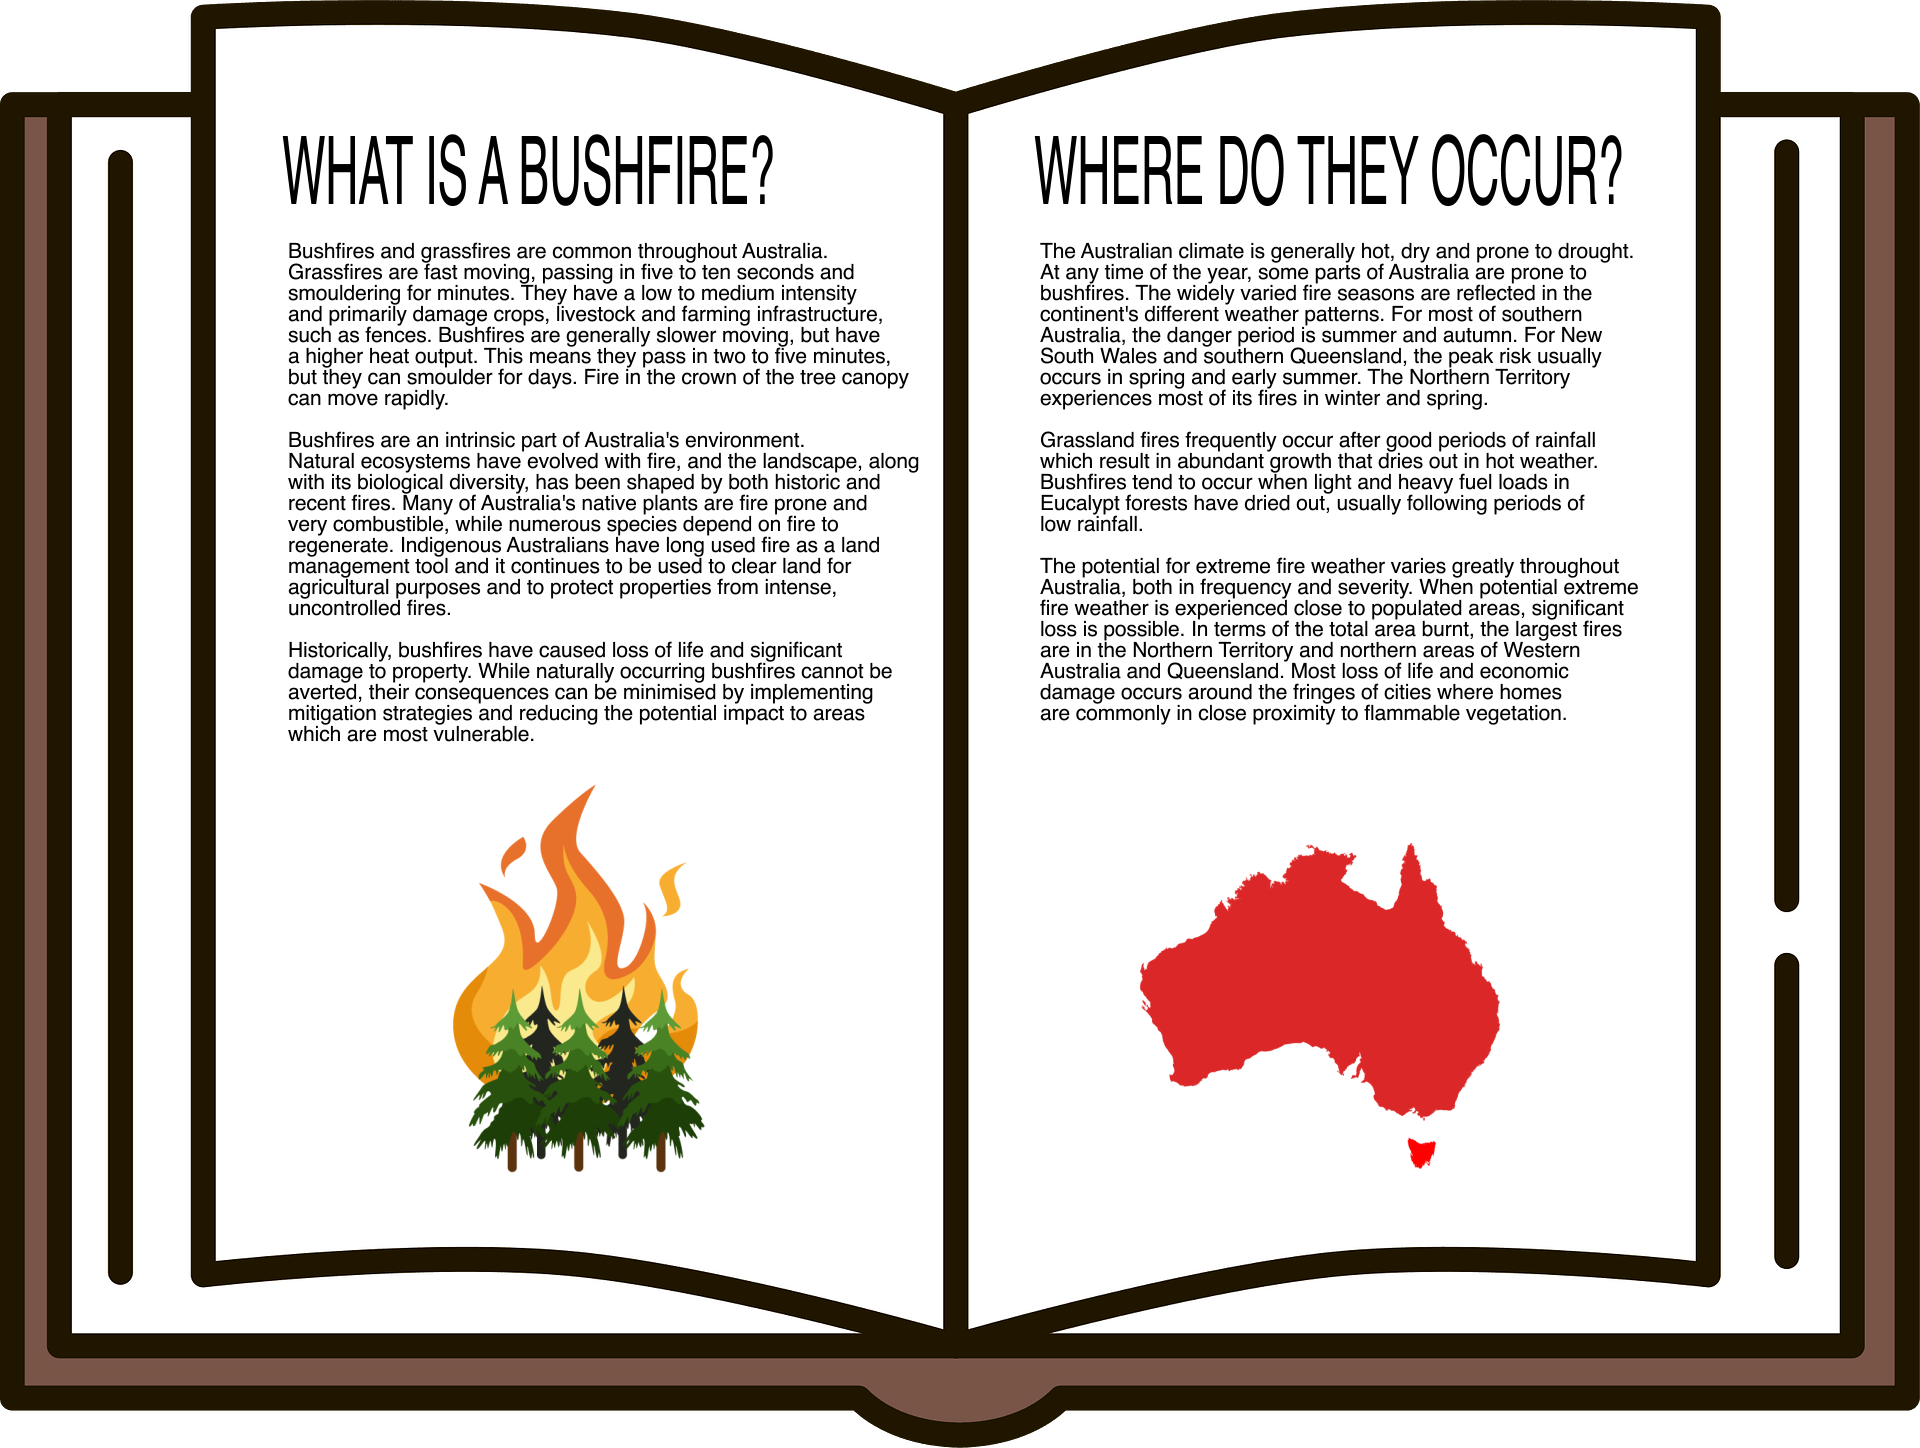 WHAT IS A BUSHFIRE?
Bushfires and grassfires are common throughout Australia.
Grassfires are fast moving, passing in five to ten seconds and
smouldering for minutes. They have a low to medium intensity
and primarily damage crops, livestock and farming infrastructure,
such as fences. Bushfires are generally slower moving, but have
a higher heat output. This means they pass in two to five minutes,
but they can smoulder for days. Fire in the crown of the tree canopy
can move rapidly.
Bushfires are an intrinsic part of Australia's environment.
Natural ecosystems have evolved with fire, and the landscape, along
with its biological diversity, has been shaped by both historic and
recent fires. Many of Australia's native plants are fire prone and
very combustible, while numerous species depend on fire to
regenerate. Indigenous Australians have long used fire as a land
management tool and it continues to be used to clear land for
agricultural purposes and to protect properties from intense,
uncontrolled fires.
Historically, bushfires have caused loss of life and significant
damage to property. While naturally occurring bushfires cannot be
averted, their consequences can be minimised by implementing
mitigation strategies and reducing the potential impact to areas
which are most vulnerable.
WHERE DO THEY OCCUR?
The Australian climate is generally hot, dry and prone to drought.
At any time of the year, some parts of Australia are prone to
bushfires. The widely varied fire seasons are reflected in the
continent's different weather patterns. For most of southern
Australia, the danger period is summer and autumn. For New
South Wales and southern Queensland, the peak risk usually
occurs in spring and early summer. The Northern Territory
experiences most of its fires in winter and spring.
Grassland fires frequently occur after good periods of rainfall
which result in abundant growth that dries out in hot weather.
Bushfires tend to occur when light and heavy fuel loads in
Eucalypt forests have dried out, usually following periods of
low rainfall.
The potential for extreme fire weather varies greatly throughout
Australia, both in frequency and severity. When potential extreme
fire weather is experienced close to populated areas, significant
loss is possible. In terms of the total area burnt, the largest fires
are in the Northern Territory and northern areas of Western
Australia and Queensland. Most loss of life and economic
damage occurs around the fringes of cities where homes
are commonly in close proximity to flammable vegetation.